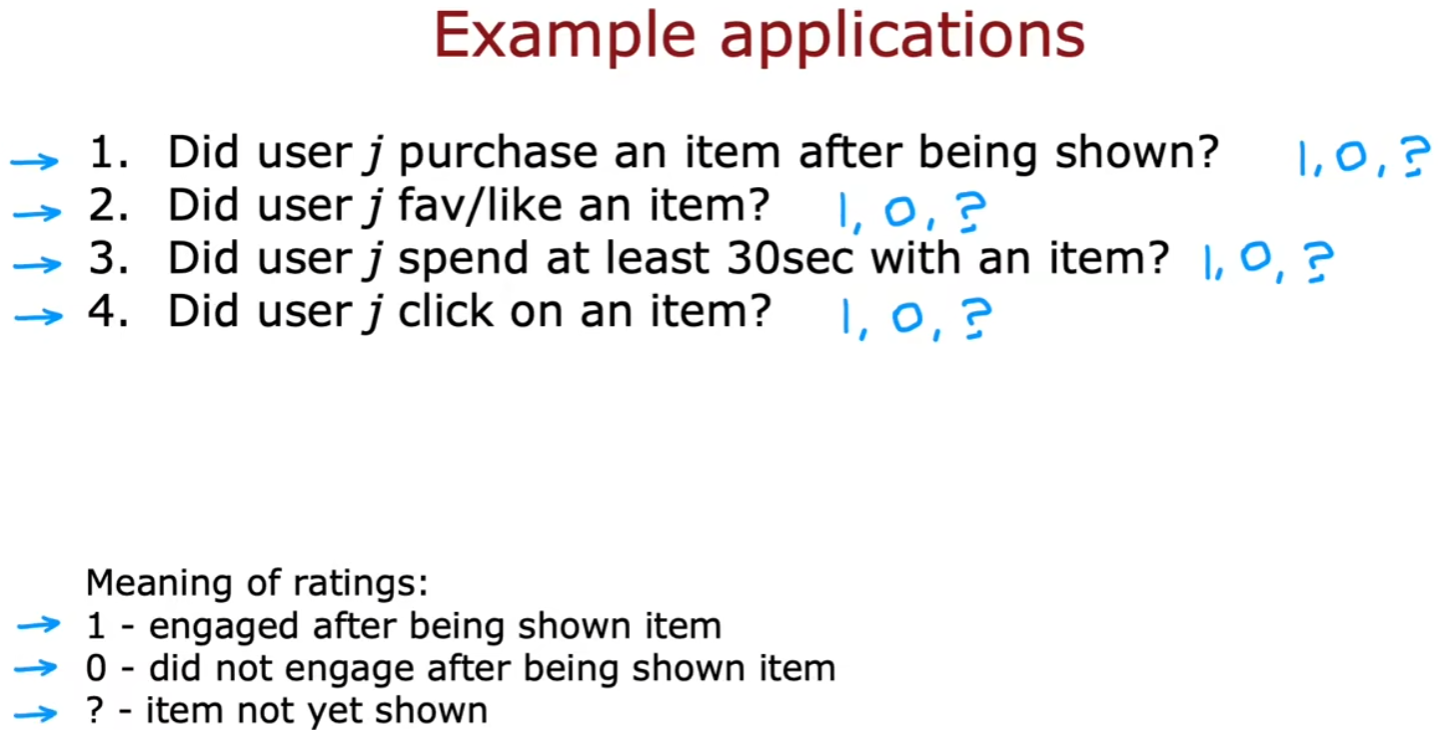 Example applications
→ 1. Did user j purchase an item after being shown? 1, 0, ?
→ 2. Did user j fav/like an item? 1, 0, ?
→ 3. Did user j spend at least 30sec with an item? 1, 0, ?
→ 4. Did user j click on an item? 1, 0, ?
Meaning of ratings:
→ 1 - engaged after being shown item
→ 0 - did not engage after being shown item
→ ? - item not yet shown